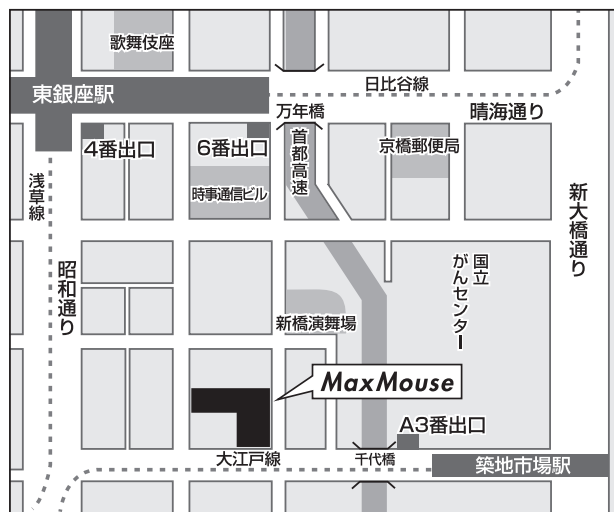 歌舞伎座
日比谷線
東銀座駅
万年橋
晴海通り
4番出口
6番出口
首都高速
京橋郵便局
浅草線
時事通信ビル
新大橋通り
昭和通り
国立
がんセンター
新橋演舞場
MaxMouse
A3番出口
大江戸線
千代橋
築地市場駅